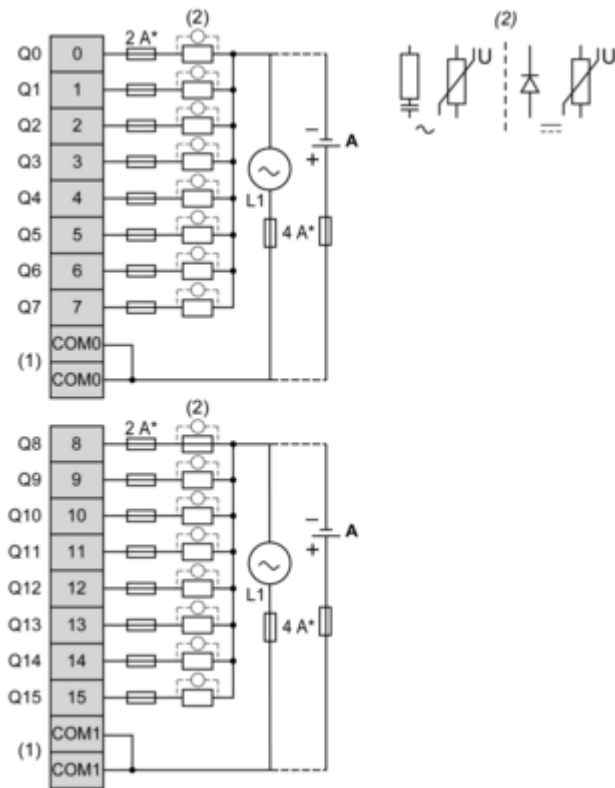 (2)
Q0 0 2 A*
Q1 1
Q2 2
Q3 3
Q4 4
Q5 5
Q6 6
Q7 7
COM0
(1)
COM0
L1
4 A*
−
+
A
(2)
U
U
(2)
Q8 8 2 A*
Q9 9
Q10 10
Q11 11
Q12 12
Q13 13
Q14 14
Q15 15
COM1
(1)
COM1
L1
4 A*
−
+
A